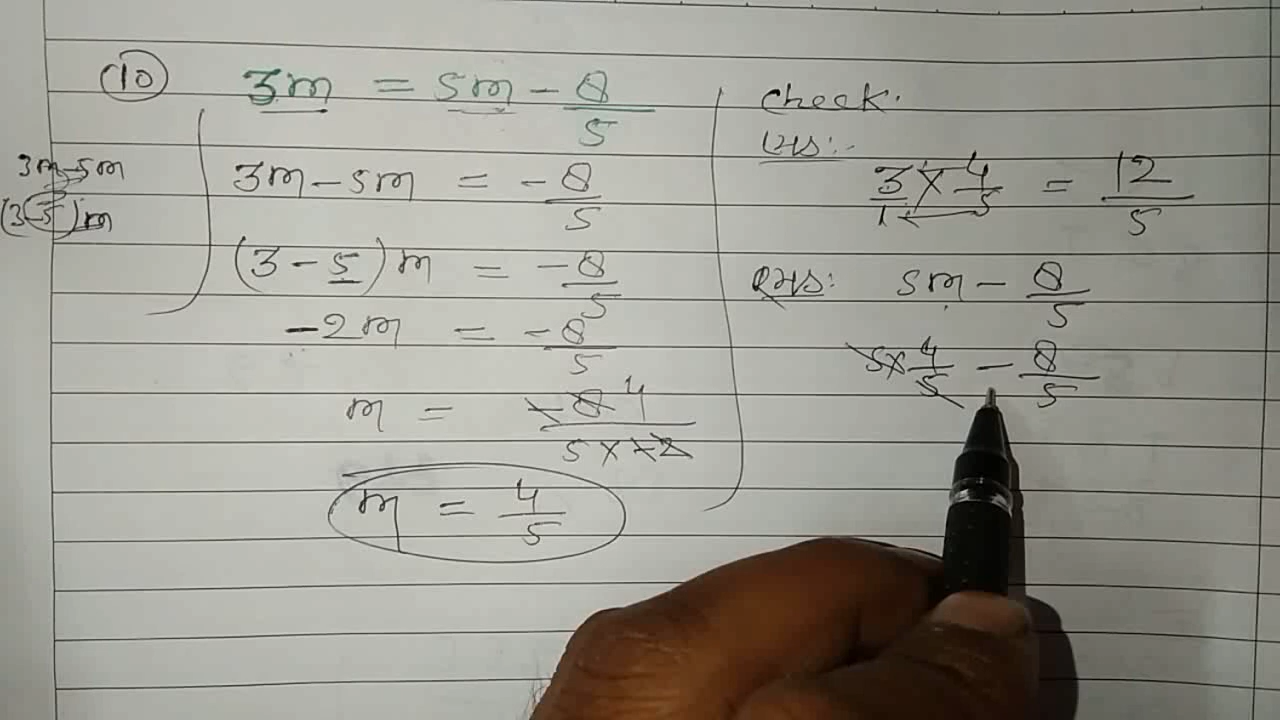 (10) 3m = 5m - 8/5
3m-5m
(3-5)m
3m - 5m = -8/5
(3 - 5)m = -8/5
-2m = -8/5
m = -8 4/5x-2
m = 4/5
Check.
LHS:-
3/1 x 4/5 = 12/5
RHS: 5m - 8/5
5x 4/5 - 8/5